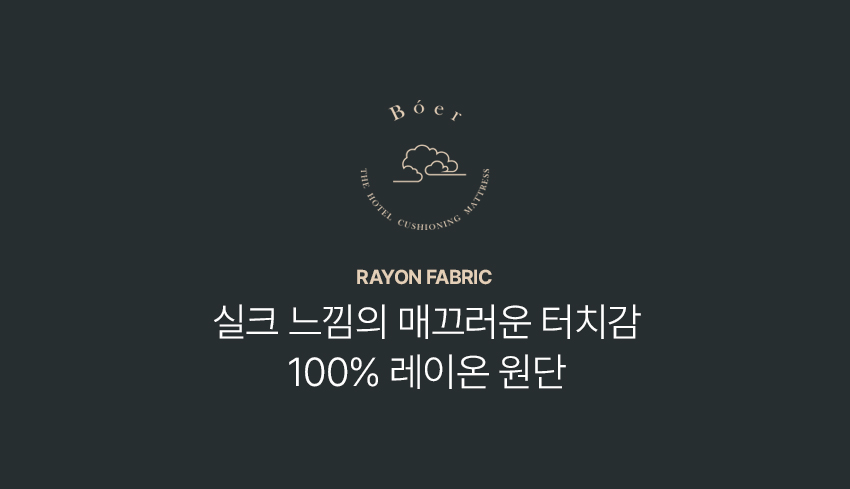 Bóer
THE HOTEL CUSHIONING MATTRESS
RAYON FABRIC
실크 느낌의 매끄러운 터치감
100% 레이온 원단